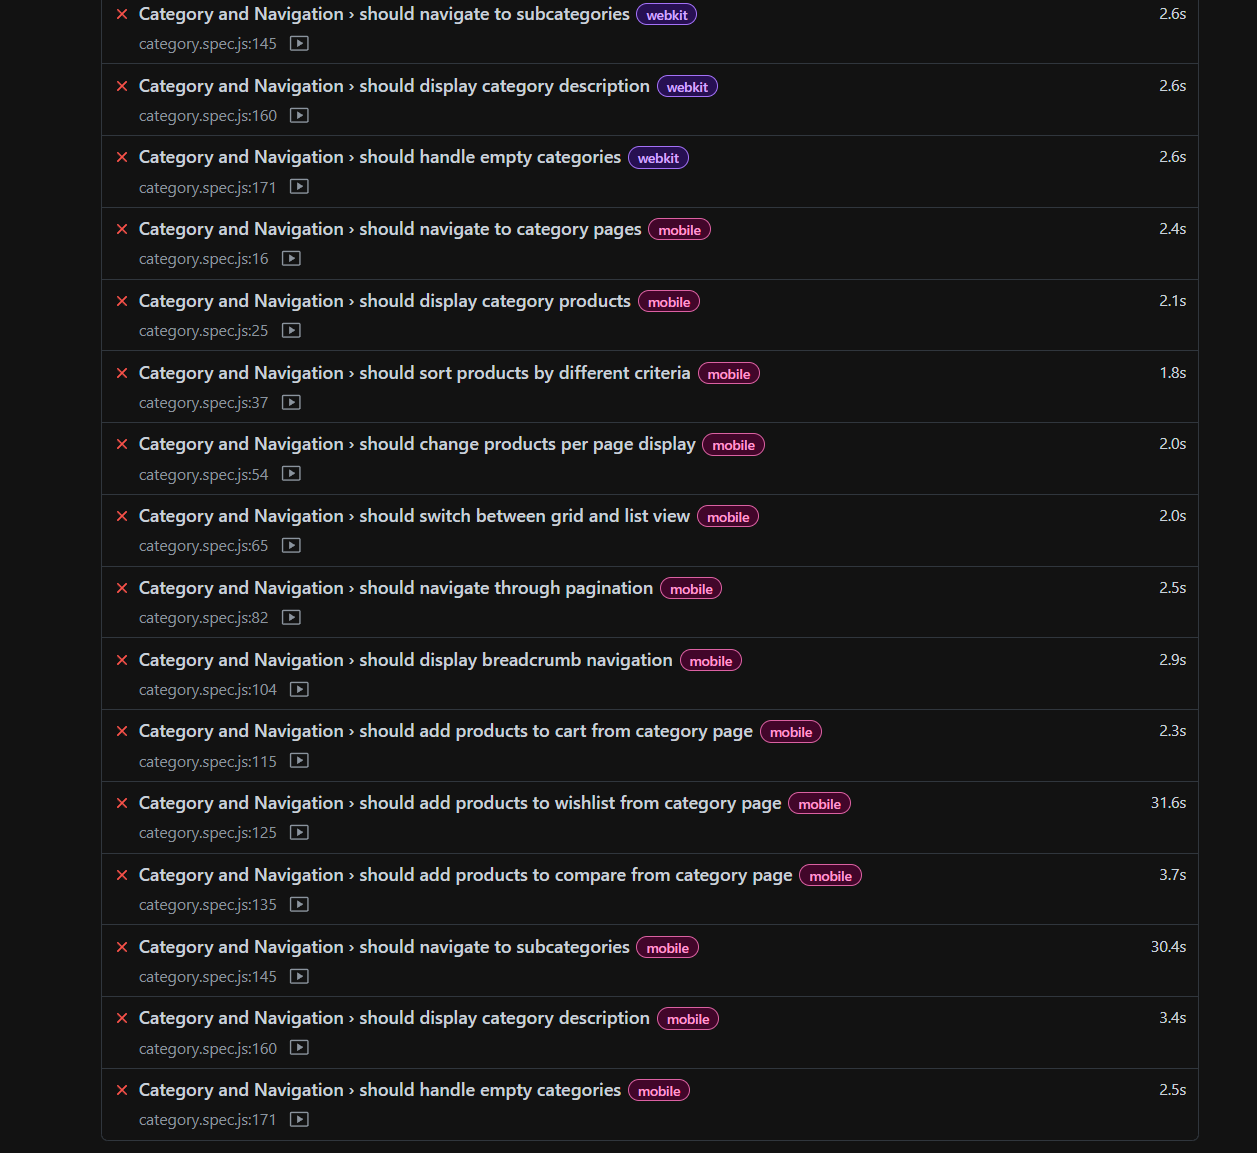 Category and Navigation › should navigate to subcategories webkit 2.6s
category.spec.js:145
Category and Navigation › should display category description webkit 2.6s
category.spec.js:160
Category and Navigation › should handle empty categories webkit 2.6s
category.spec.js:171
Category and Navigation › should navigate to category pages mobile 2.4s
category.spec.js:16
Category and Navigation › should display category products mobile 2.1s
category.spec.js:25
Category and Navigation › should sort products by different criteria mobile 1.8s
category.spec.js:37
Category and Navigation › should change products per page display mobile 2.0s
category.spec.js:54
Category and Navigation › should switch between grid and list view mobile 2.0s
category.spec.js:65
Category and Navigation › should navigate through pagination mobile 2.5s
category.spec.js:82
Category and Navigation › should display breadcrumb navigation mobile 2.9s
category.spec.js:104
Category and Navigation › should add products to cart from category page mobile 2.3s
category.spec.js:115
Category and Navigation › should add products to wishlist from category page mobile 31.6s
category.spec.js:125
Category and Navigation › should add products to compare from category page mobile 3.7s
category.spec.js:135
Category and Navigation › should navigate to subcategories mobile 30.4s
category.spec.js:145
Category and Navigation › should display category description mobile 3.4s
category.spec.js:160
Category and Navigation › should handle empty categories mobile 2.5s
category.spec.js:171